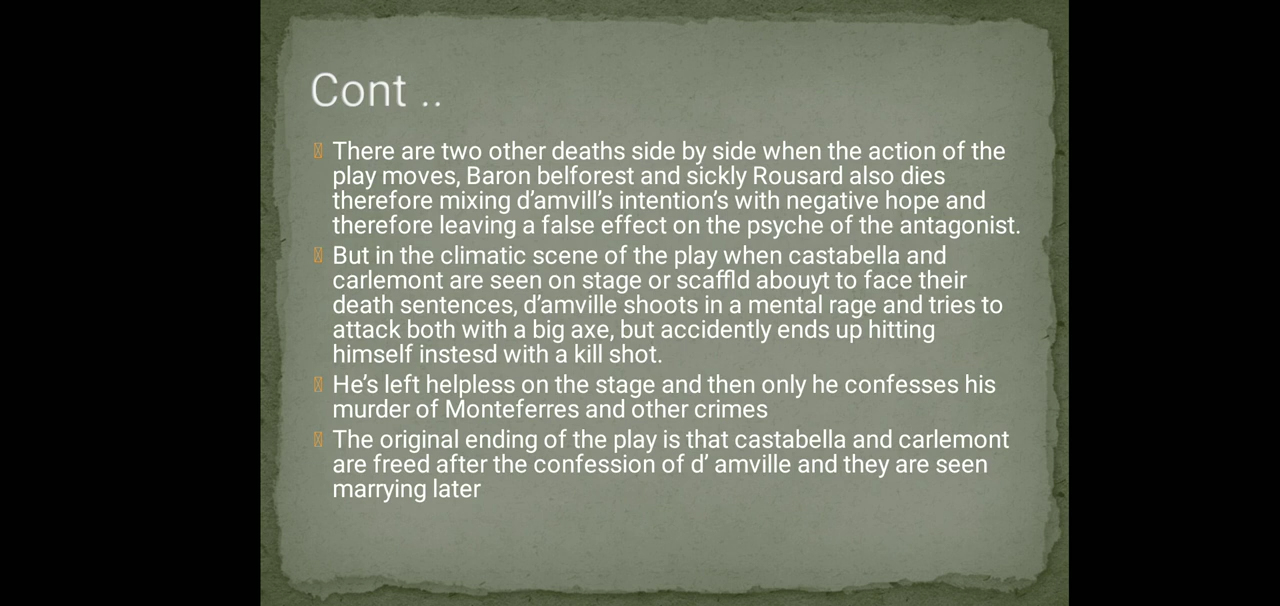 Cont ..
There are two other deaths side by side when the action of the
play moves, Baron belforest and sickly Rousard also dies
therefore mixing d’amvill’s intention’s with negative hope and
therefore leaving a false effect on the psyche of the antagonist.
But in the climatic scene of the play when castabella and
carlemont are seen on stage or scaffld abouyt to face their
death sentences, d’amville shoots in a mental rage and tries to
attack both with a big axe, but accidently ends up hitting
himself instesd with a kill shot.
He’s left helpless on the stage and then only he confesses his
murder of Monteferres and other crimes
The original ending of the play is that castabella and carlemont
are freed after the confession of d’ amville and they are seen
marrying later